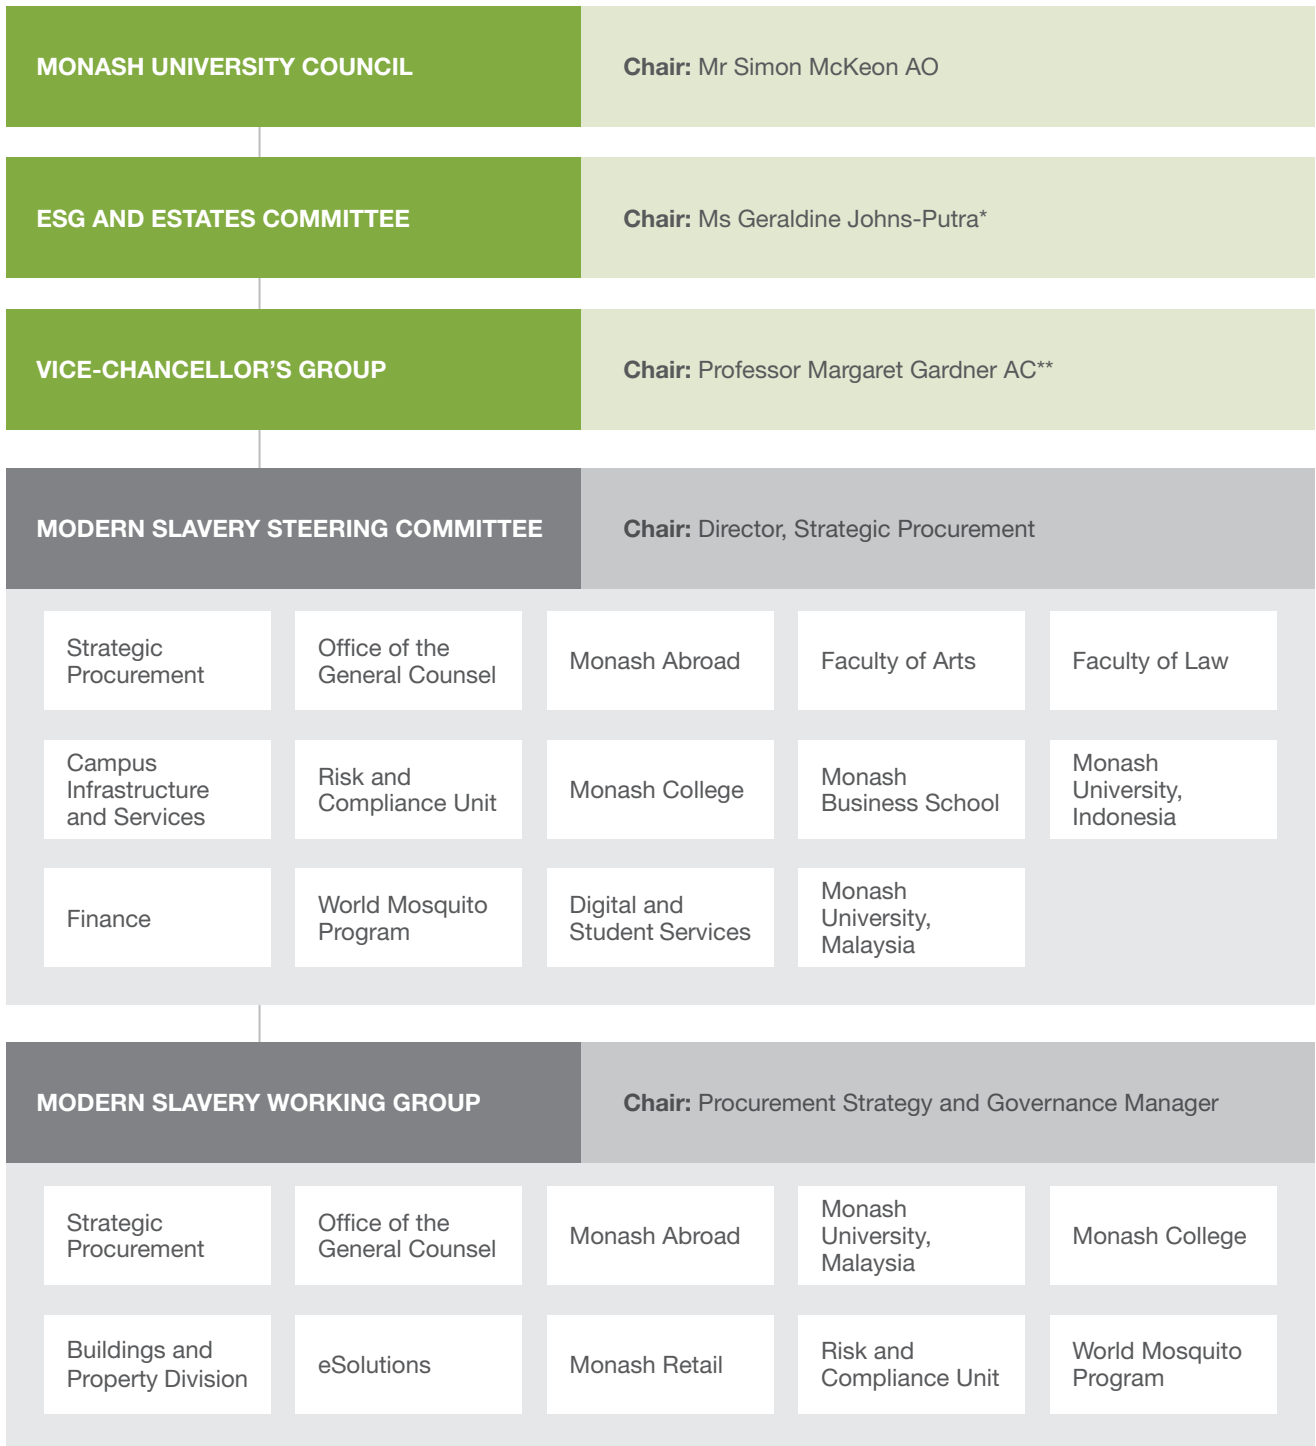 MONASH UNIVERSITY COUNCIL
Chair: Mr Simon McKeon AO
ESG AND ESTATES COMMITTEE
Chair: Ms Geraldine Johns-Putra*
VICE-CHANCELLOR’S GROUP
Chair: Professor Margaret Gardner AC**
MODERN SLAVERY STEERING COMMITTEE
Chair: Director, Strategic Procurement
Strategic
Procurement
Office of the
General Counsel
Monash Abroad
Faculty of Arts
Faculty of Law
Campus
Infrastructure
and Services
Risk and
Compliance Unit
Monash College
Monash
Business School
Monash
University,
Indonesia
Finance
World Mosquito
Program
Digital and
Student Services
Monash
University,
Malaysia
MODERN SLAVERY WORKING GROUP
Chair: Procurement Strategy and Governance Manager
Strategic
Procurement
Office of the
General Counsel
Monash Abroad
Monash
University,
Malaysia
Monash College
Buildings and
Property Division
eSolutions
Monash Retail
Risk and
Compliance Unit
World Mosquito
Program